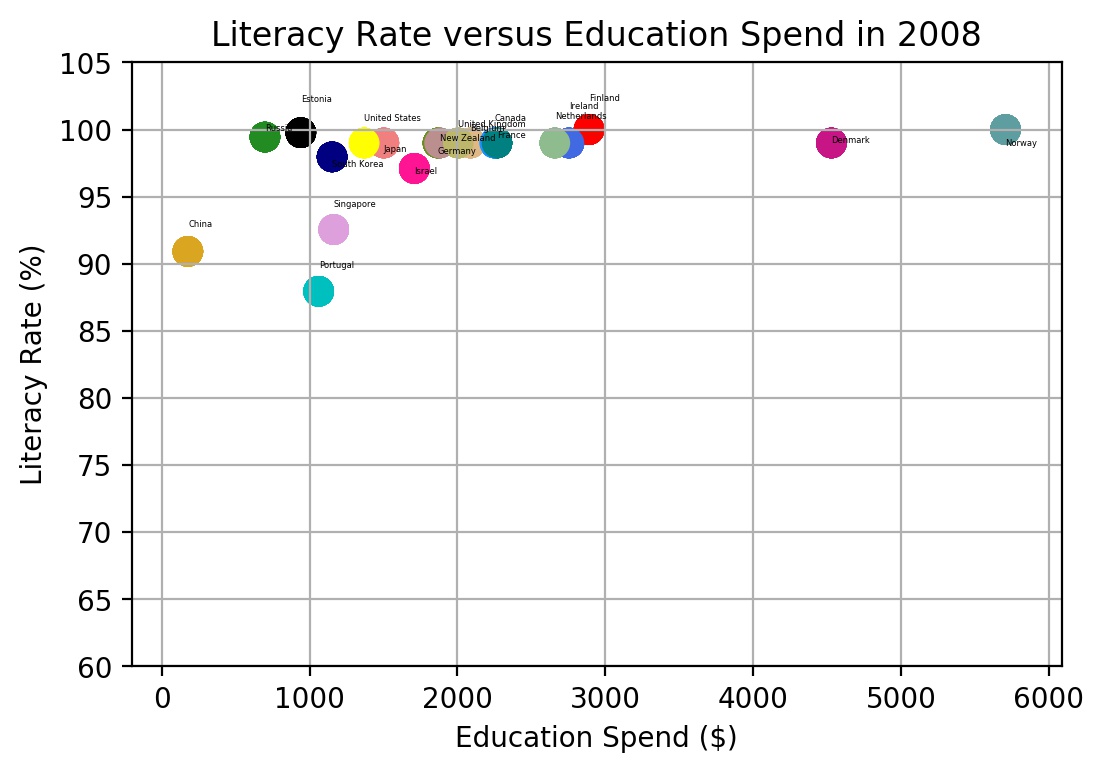 Literacy Rate versus Education Spend in 2008
Literacy Rate (%)
105
100
95
90
85
80
75
70
65
60
Estonia
Finland
Ireland
Netherlands
United States
Canada
United Kingdom
Belgium
Russia
France
New Zealand
Germany
Japan
South Korea
Israel
Denmark
Norway
Singapore
China
Portugal
0 1000 2000 3000 4000 5000 6000
Education Spend ($)